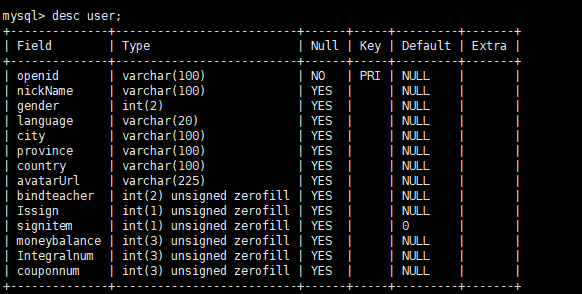 mysql> desc user;
+--------------+--------------------------+------+-----+---------+-------+
| Field        | Type                     | Null | Key | Default | Extra |
+--------------+--------------------------+------+-----+---------+-------+
| openid       | varchar(100)             | NO   | PRI | NULL    |       |
| nickName     | varchar(100)             | YES  |     | NULL    |       |
| gender       | int(2)                   | YES  |     | NULL    |       |
| language     | varchar(20)              | YES  |     | NULL    |       |
| city         | varchar(100)             | YES  |     | NULL    |       |
| province     | varchar(100)             | YES  |     | NULL    |       |
| country      | varchar(100)             | YES  |     | NULL    |       |
| avatarUrl    | varchar(225)             | YES  |     | NULL    |       |
| bindteacher  | int(2) unsigned zerofill | YES  |     | NULL    |       |
| Issign       | int(1) unsigned zerofill | YES  |     | NULL    |       |
| signitem     | int(1) unsigned zerofill | YES  |     | 0       |       |
| moneybalance | int(3) unsigned zerofill | YES  |     | NULL    |       |
| Integralnum  | int(3) unsigned zerofill | YES  |     | NULL    |       |
| couponnum    | int(3) unsigned zerofill | YES  |     | NULL    |       |
+--------------+--------------------------+------+-----+---------+-------+